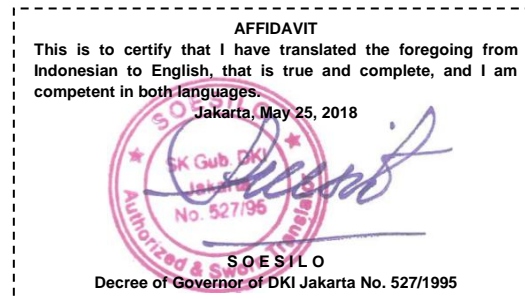 AFFIDAVIT
This is to certify that I have translated the foregoing from
Indonesian to English, that is true and complete, and I am
competent in both languages.
Jakarta, May 25, 2018
SOESILO
SK Gub. DKI
Jakarta
No. 527/95
Authorized & Sworn Translator
S O E S I L O
Decree of Governor of DKI Jakarta No. 527/1995